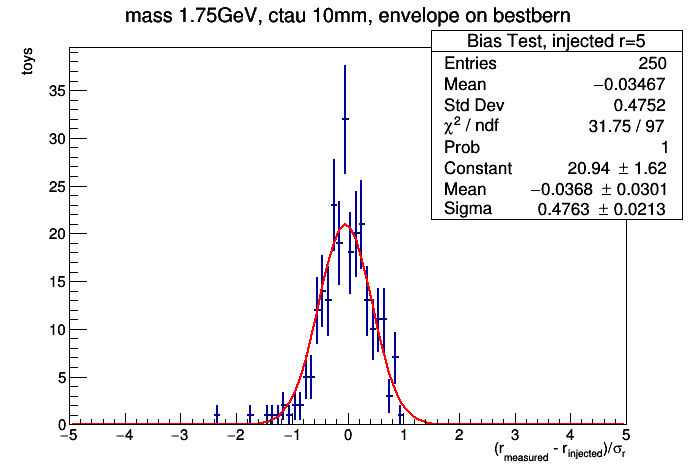 mass 1.75GeV, ctau 10mm, envelope on bestbern
Bias Test, injected r=5
Entries 250
Mean −0.03467
Std Dev 0.4752
χ² / ndf 31.75 / 97
Prob 1
Constant 20.94 ± 1.62
Mean −0.0368 ± 0.0301
Sigma 0.4763 ± 0.0213
toys
35
30
25
20
15
10
5
0
−5 −4 −3 −2 −1 0 1 2 3 4 5
(r_measured - r_injected)/σ_r